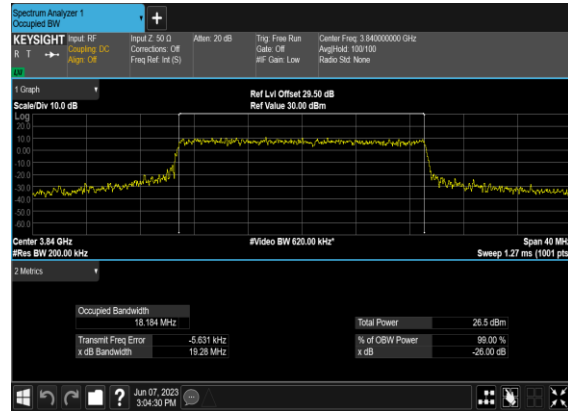 Spectrum Analyzer 1
Occupied BW
+
KEYSIGHT
R T
LW
Input: RF
Coupling: DC
Align: Off
Input Z: 50 Ω
Corrections: Off
Freq Ref: Int (S)
Atten: 20 dB
Trig: Free Run
Gate: Off
#IF Gain: Low
Center Freq: 3.840000000 GHz
Avg|Hold: 100/100
Radio Std: None
1 Graph
Scale/Div 10.0 dB
Ref Lvl Offset 29.50 dB
Ref Value 30.00 dBm
Log
20.0
10.0
0.00
-10.0
-20.0
-30.0
-40.0
-50.0
-60.0
Center 3.84 GHz
#Res BW 200.00 kHz
#Video BW 620.00 kHz*
Span 40 MHz
Sweep 1.27 ms (1001 pts
2 Metrics
Occupied Bandwidth
18.184 MHz
Total Power 26.5 dBm
Transmit Freq Error -5.631 kHz
% of OBW Power 99.00 %
x dB Bandwidth 19.28 MHz
x dB -26.00 dB
?
Jun 07, 2023
3:04:30 PM